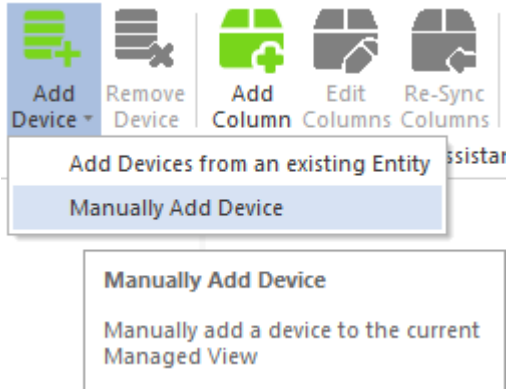 Add Remove Add Edit Re-Sync
Device Device Column Columns Columns
Add Devices from an existing Entity
Manually Add Device
Manually Add Device
Manually add a device to the current
Managed View